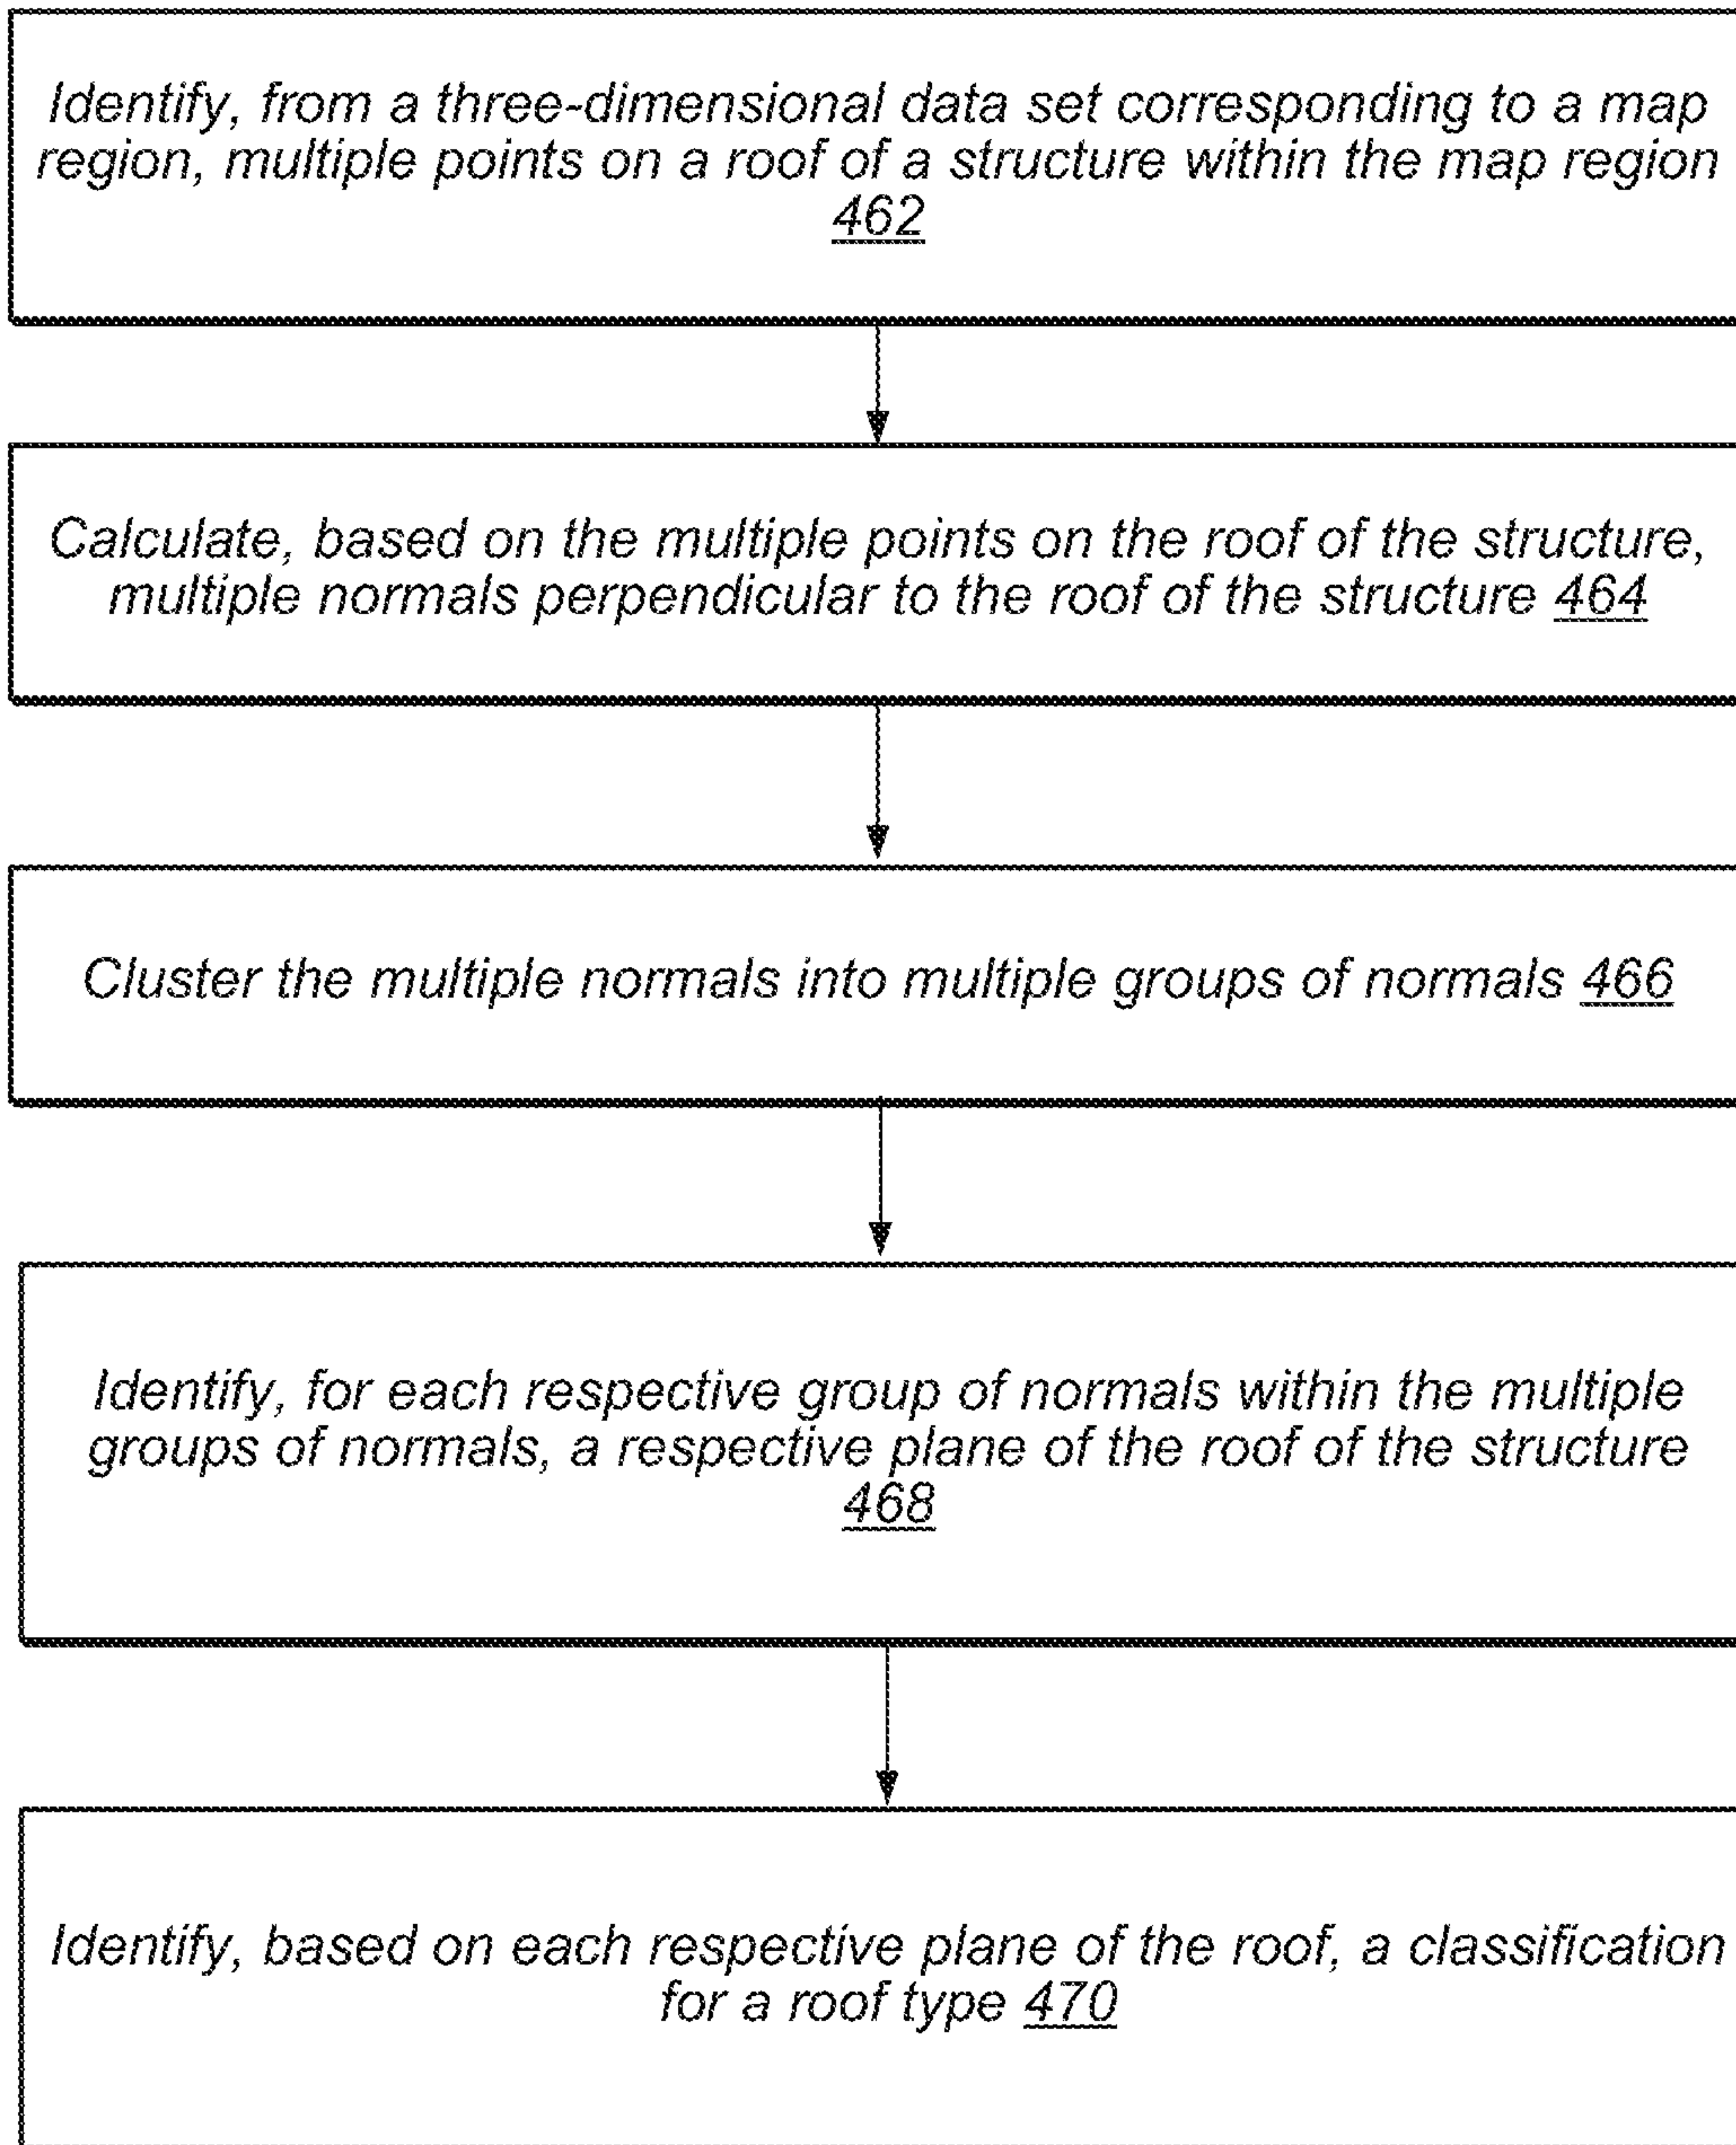 Identify, from a three-dimensional data set corresponding to a map
region, multiple points on a roof of a structure within the map region
462
Calculate, based on the multiple points on the roof of the structure,
multiple normals perpendicular to the roof of the structure 464
Cluster the multiple normals into multiple groups of normals 466
Identify, for each respective group of normals within the multiple
groups of normals, a respective plane of the roof of the structure
468
Identify, based on each respective plane of the roof, a classification
for a roof type 470